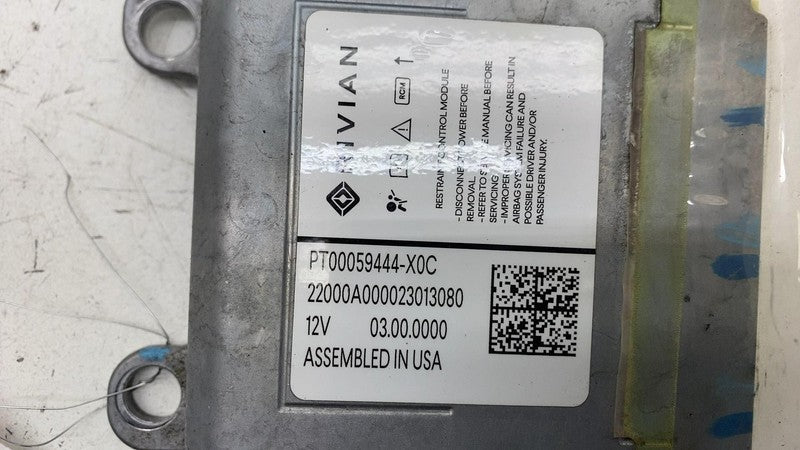 RIVIAN
RCM
RESTRAINT CONTROL MODULE
- DISCONNECT POWER BEFORE
REMOVAL.
- REFER TO SERVICE MANUAL BEFORE
SERVICING
- IMPROPER SERVICING CAN RESULT IN
AIRBAG SYSTEM FAILURE AND
POSSIBLE DRIVER AND/OR
PASSENGER INJURY.
PT00059444-X0C
22000A000023013080
12V 03.00.0000
ASSEMBLED IN USA